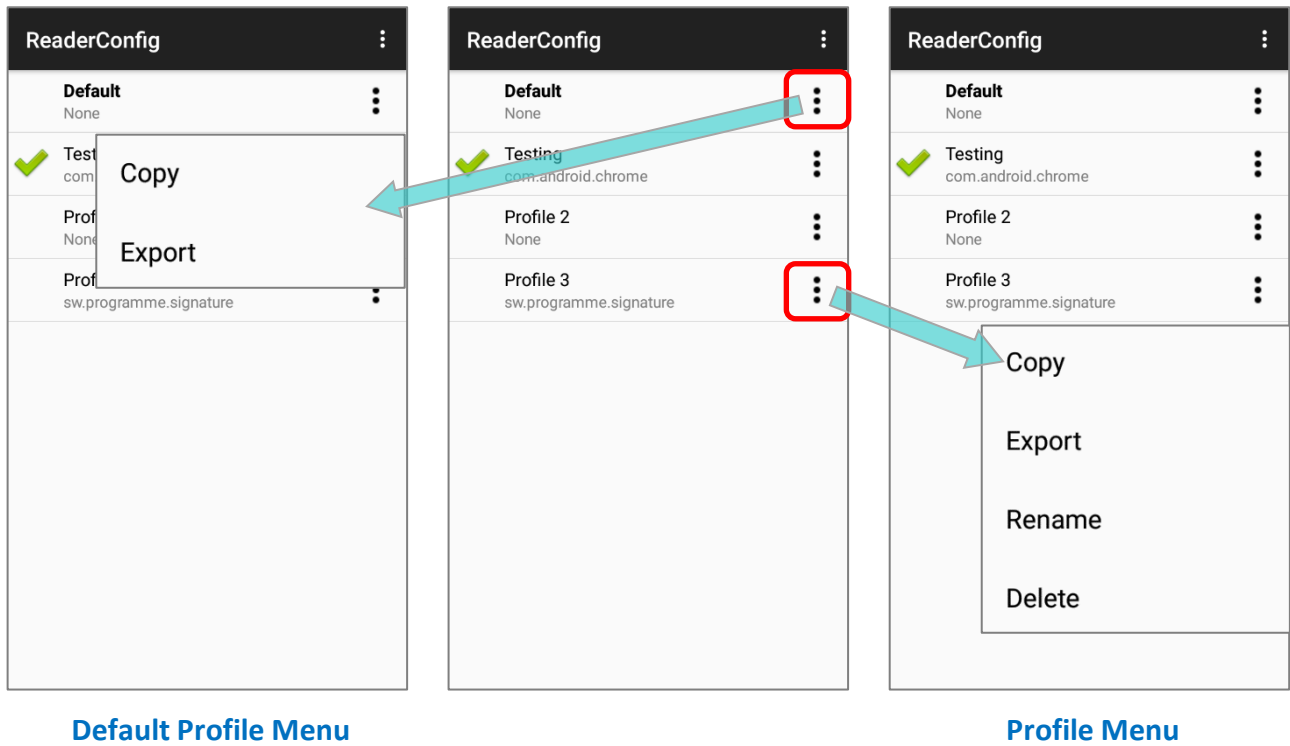 ReaderConfig
Default
None
Test
com.
Prof
None
Prof
sw.programme.signature
Copy
Export
Default Profile Menu
ReaderConfig
Default
None
Testing
com.android.chrome
Profile 2
None
Profile 3
sw.programme.signature
ReaderConfig
Default
None
Testing
com.android.chrome
Profile 2
None
Profile 3
sw.programme.signature
Copy
Export
Rename
Delete
Profile Menu